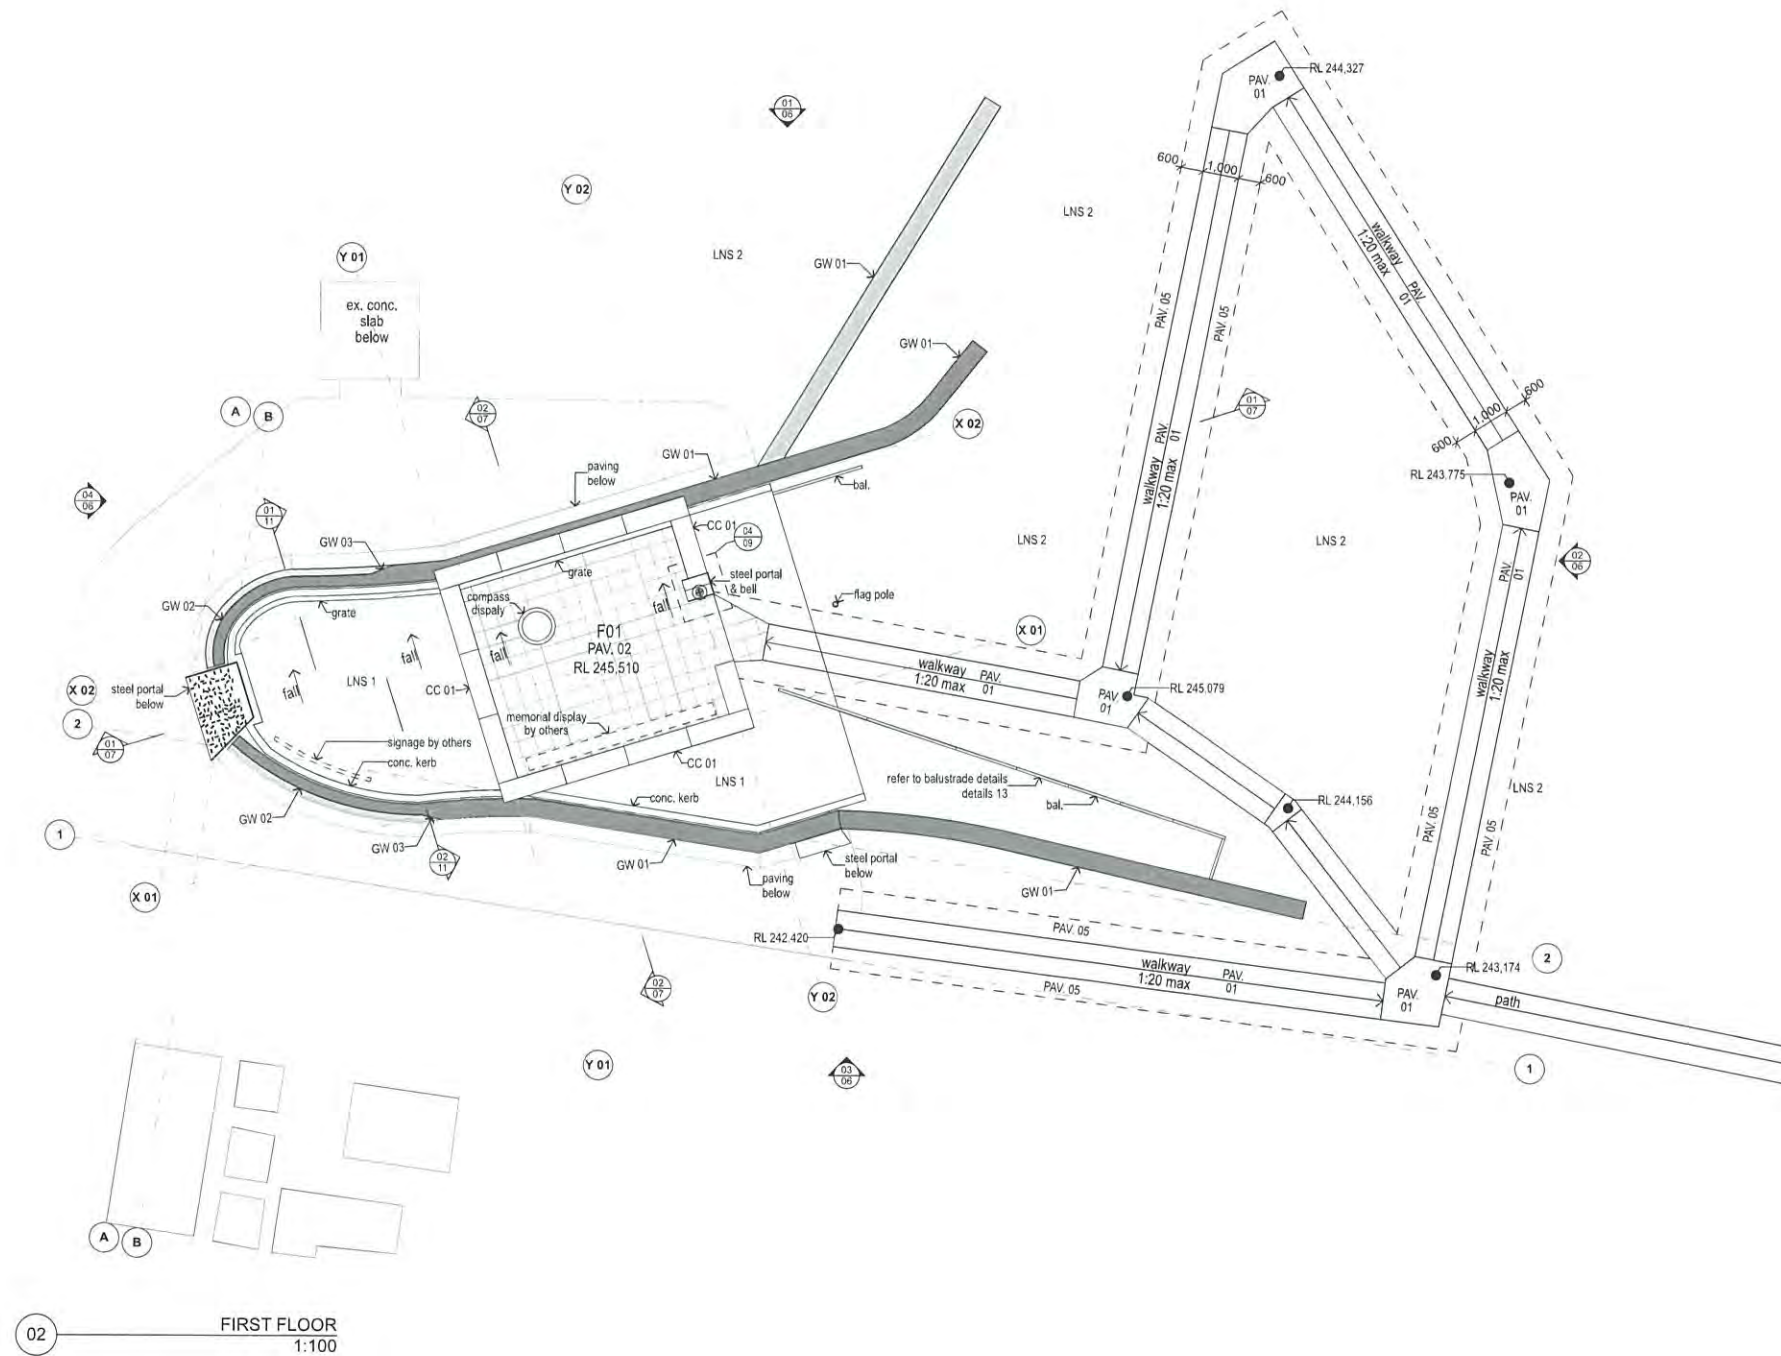 RL 244,327
PAV.
01
01
06
600
1,000
600
Y 02
LNS 2
LNS 2
GW 01
walkway PAV.
1:20 max 01
Y 01
ex. conc.
slab
below
PAV. 05
PAV. 05
GW 01
600
1,000
600
A
B
02
07
01
07
X 02
walkway PAV.
1:20 max 01
GW 01
paving
below
bal.
RL 243,775
PAV.
01
04
06
01
11
CC 01
04
09
GW 03
grate
steel portal
& bell
LNS 2
LNS 2
02
06
PAV.
01
GW 02
grate
compass
dispaly
fall
flag pole
F01
PAV. 02
RL 245,510
fall
fall
fall
X 01
walkway PAV.
1:20 max 01
walkway
1:20 max
X 02
steel portal
below
LNS 1
CC 01
RL 245,079
PAV.
01
2
memorial display
by others
01
07
signage by others
conc. kerb
CC 01
LNS 1
refer to balustrade details
details 13
bal.
RL 244,156
LNS 2
conc. kerb
GW 02
PAV. 05
PAV. 05
1
GW 03
02
11
GW 01
steel portal
below
paving
below
GW 01
X 01
RL 242.420
PAV. 05
walkway PAV.
1:20 max 01
PAV. 05
RL 243,174
PAV.
01
2
path
02
07
Y 02
Y 01
03
06
1
A
B
02
FIRST FLOOR
1:100